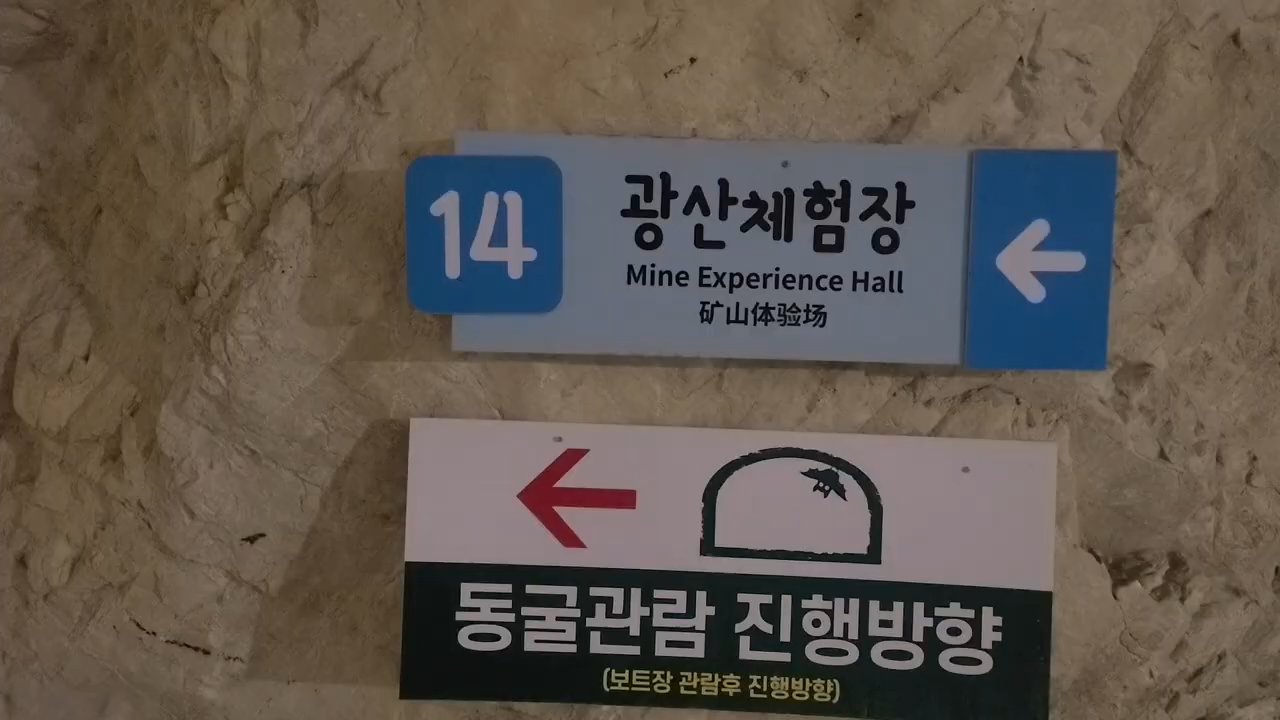 14
광산체험장
Mine Experience Hall
矿山体验场
동굴관람 진행방향
(보트장 관람후 진행방향)